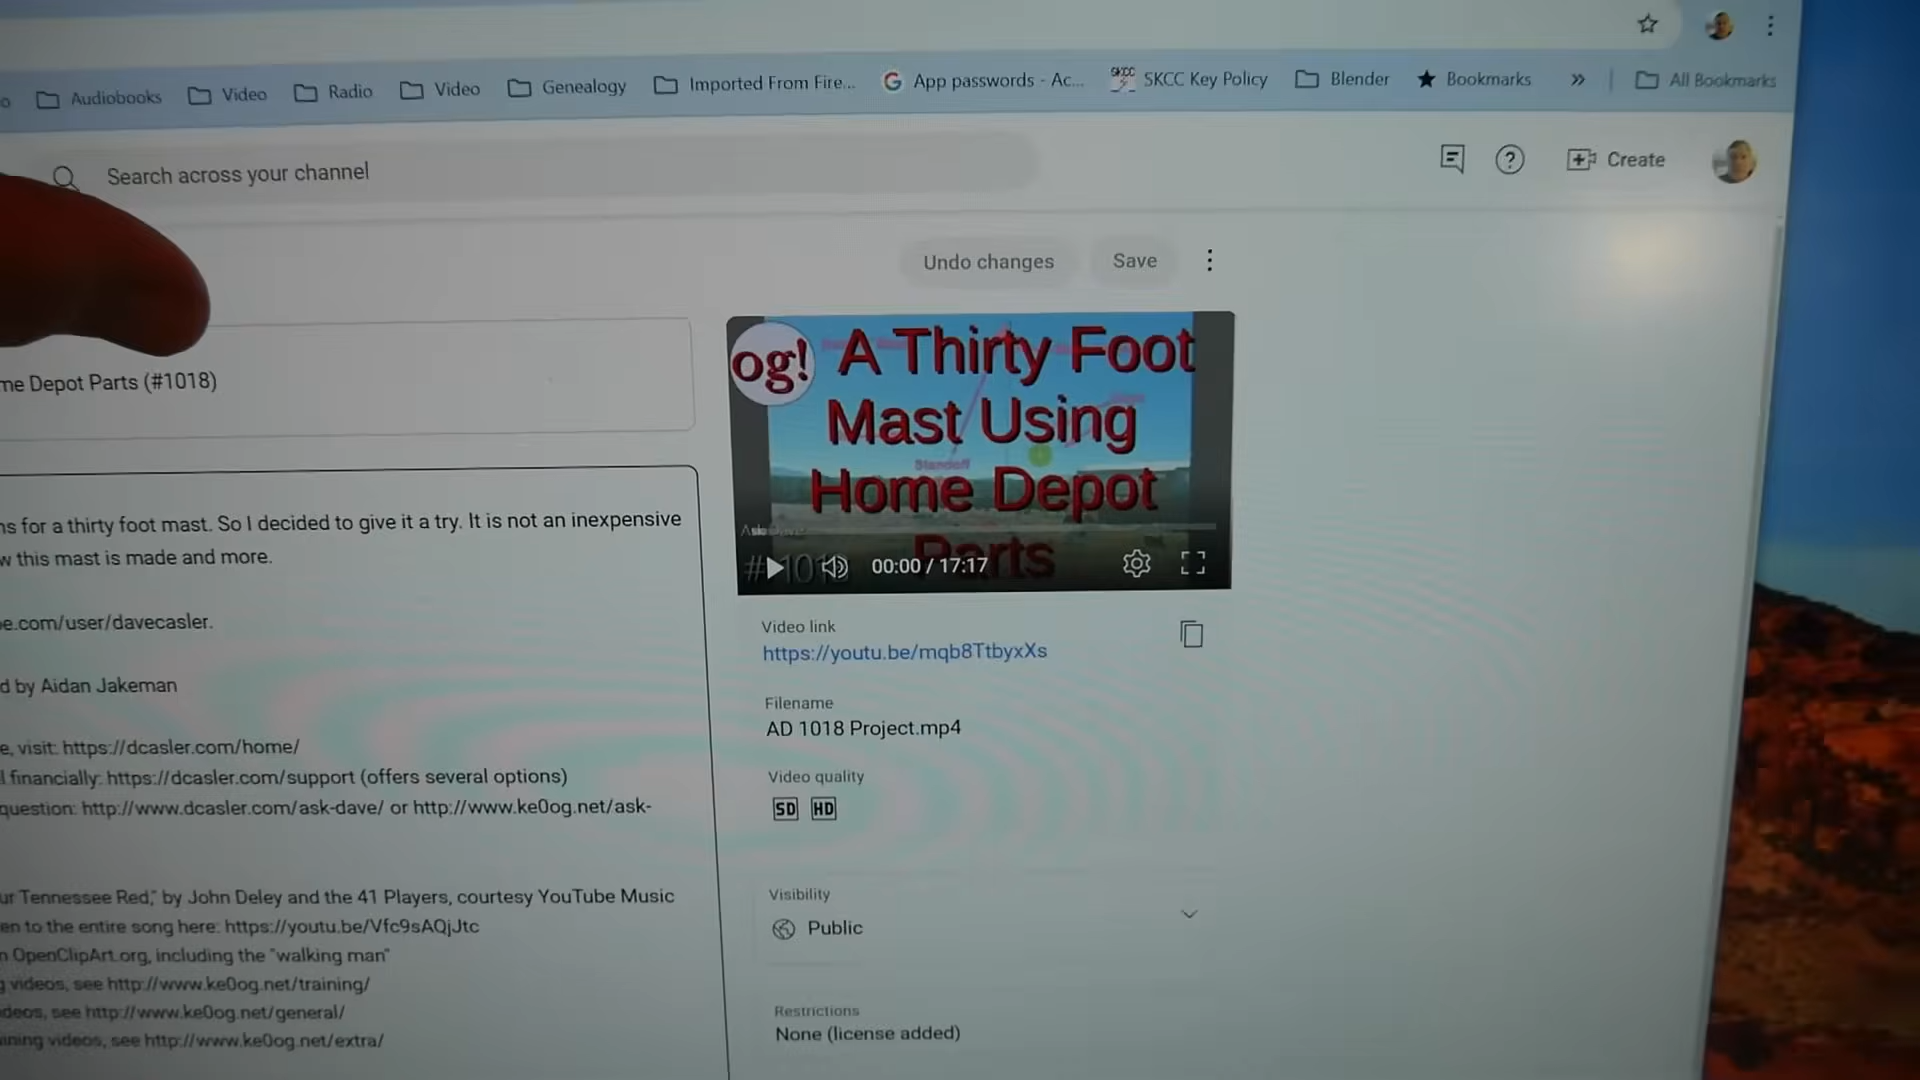 Audiobooks
Video
Radio
Video
Genealogy
Imported From Fire...
App passwords - Ac...
SKCC Key Policy
Blender
Bookmarks
All Bookmarks
Search across your channel
Create
Undo changes
Save
me Depot Parts (#1018)
og! A Thirty Foot
Mast Using
Standoff
Home Depot
Parts
00:00 / 17:17
ns for a thirty foot mast. So I decided to give it a try. It is not an inexpensive
w this mast is made and more.
e.com/user/davecasler.
d by Aidan Jakeman
e, visit: https://dcasler.com/home/
l financially: https://dcasler.com/support (offers several options)
question: http://www.dcasler.com/ask-dave/ or http://www.ke0og.net/ask-
ur Tennessee Red," by John Deley and the 41 Players, courtesy YouTube Music
en to the entire song here: https://youtu.be/Vfc9sAQjJtc
n OpenClipArt.org, including the "walking man"
g videos, see http://www.ke0og.net/training/
ideos, see http://www.ke0og.net/general/
ining videos, see http://www.ke0og.net/extra/
Video link
https://youtu.be/mqb8TtbyxXs
Filename
AD 1018 Project.mp4
Video quality
SD HD
Visibility
Public
Restrictions
None (license added)